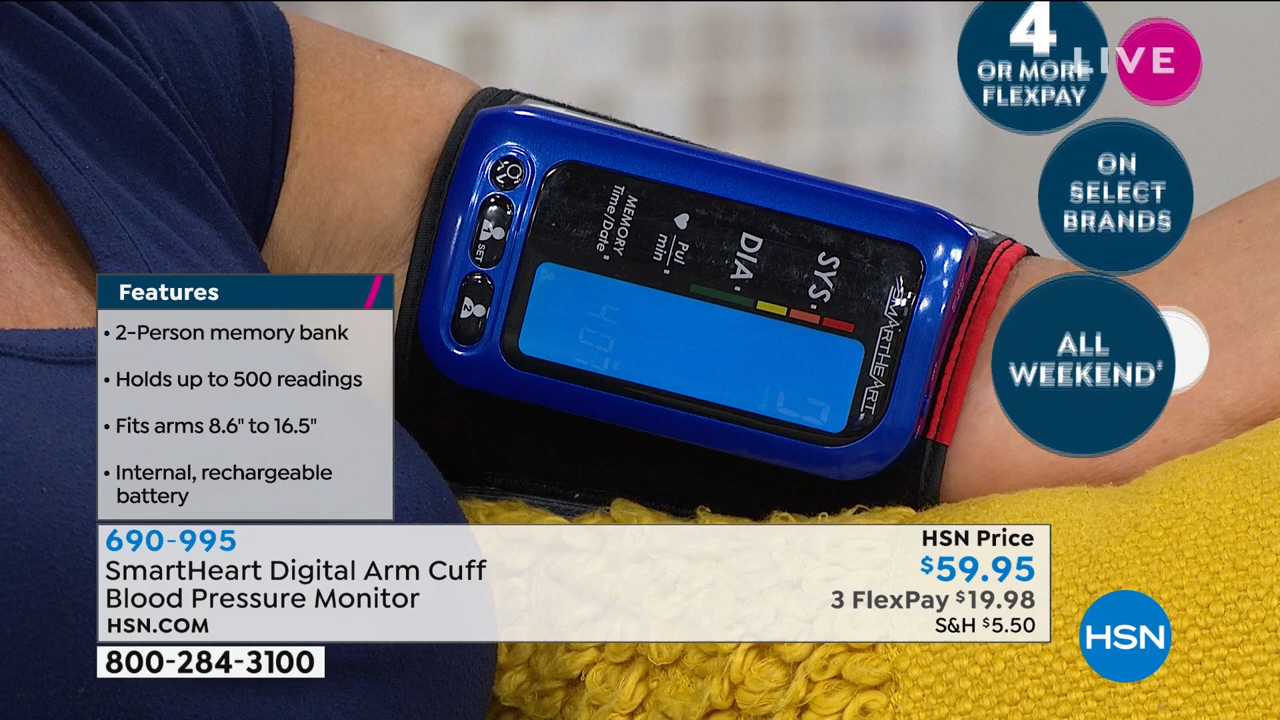 4
OR MORE
FLEXPAY
LIVE
ON
SELECT
BRANDS
ALL
WEEKEND†
MEMORY
Time/Date
Pul
min
DIA.
SYS.
SMARTHEART
SET
1
2
Features
• 2-Person memory bank
• Holds up to 500 readings
• Fits arms 8.6" to 16.5"
• Internal, rechargeable
battery
690-995
SmartHeart Digital Arm Cuff
Blood Pressure Monitor
HSN.COM
HSN Price
$59.95
3 FlexPay $19.98
S&H $5.50
800-284-3100
HSN